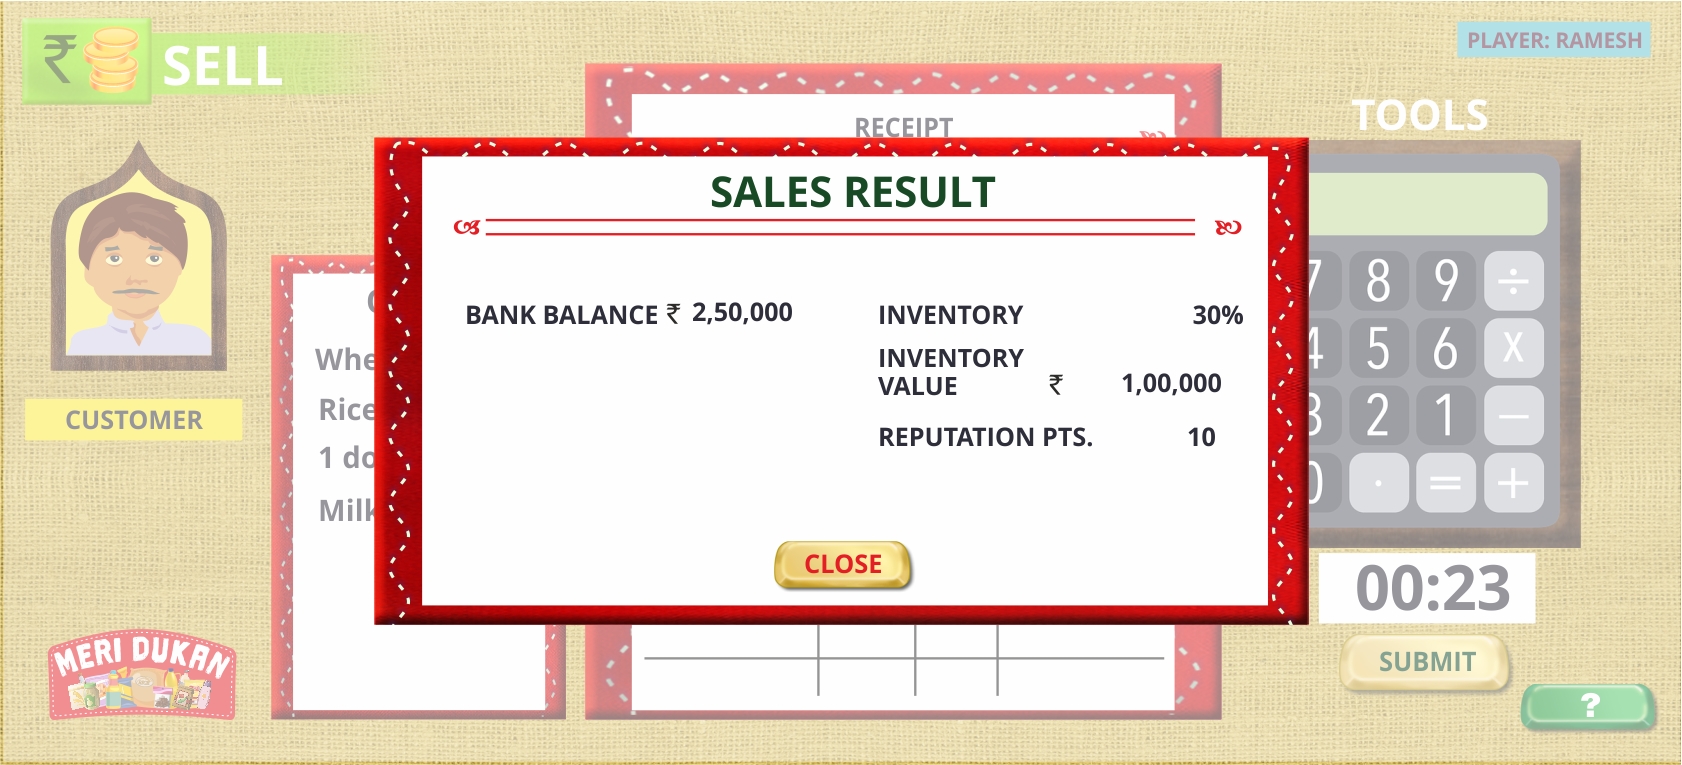 ₹ SELL
PLAYER: RAMESH
TOOLS
RECEIPT
SALES RESULT
BANK BALANCE ₹ 2,50,000
INVENTORY 30%
INVENTORY
VALUE ₹ 1,00,000
REPUTATION PTS. 10
CLOSE
CUSTOMER
Whe
Rice
1 do
Milk
7 8 9 ÷
4 5 6 X
3 2 1 −
0 . = +
00:23
SUBMIT
?
MERI DUKAN